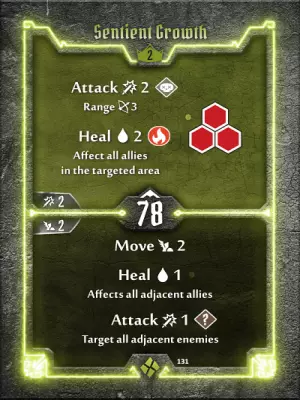 Sentient Growth
2
Attack 2
Range 3
Heal 2
Affect all allies
in the targeted area
2
78
2
Move 2
Heal 1
Affects all adjacent allies
Attack 1 ?
Target all adjacent enemies
131